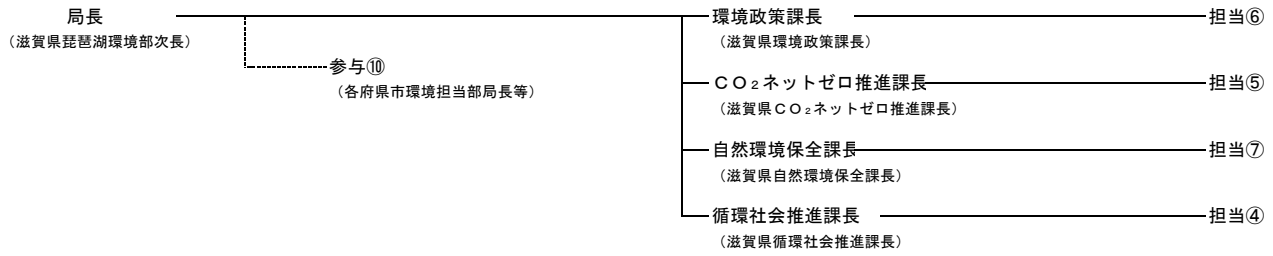 局長 環境政策課長 担当⑥
(滋賀県琵琶湖環境部次長) (滋賀県環境政策課長)
参与⑩
(各府県市環境担当部局長等)
CO₂ネットゼロ推進課長 担当⑤
(滋賀県CO₂ネットゼロ推進課長)
自然環境保全課長 担当⑦
(滋賀県自然環境保全課長)
循環社会推進課長 担当④
(滋賀県循環社会推進課長)